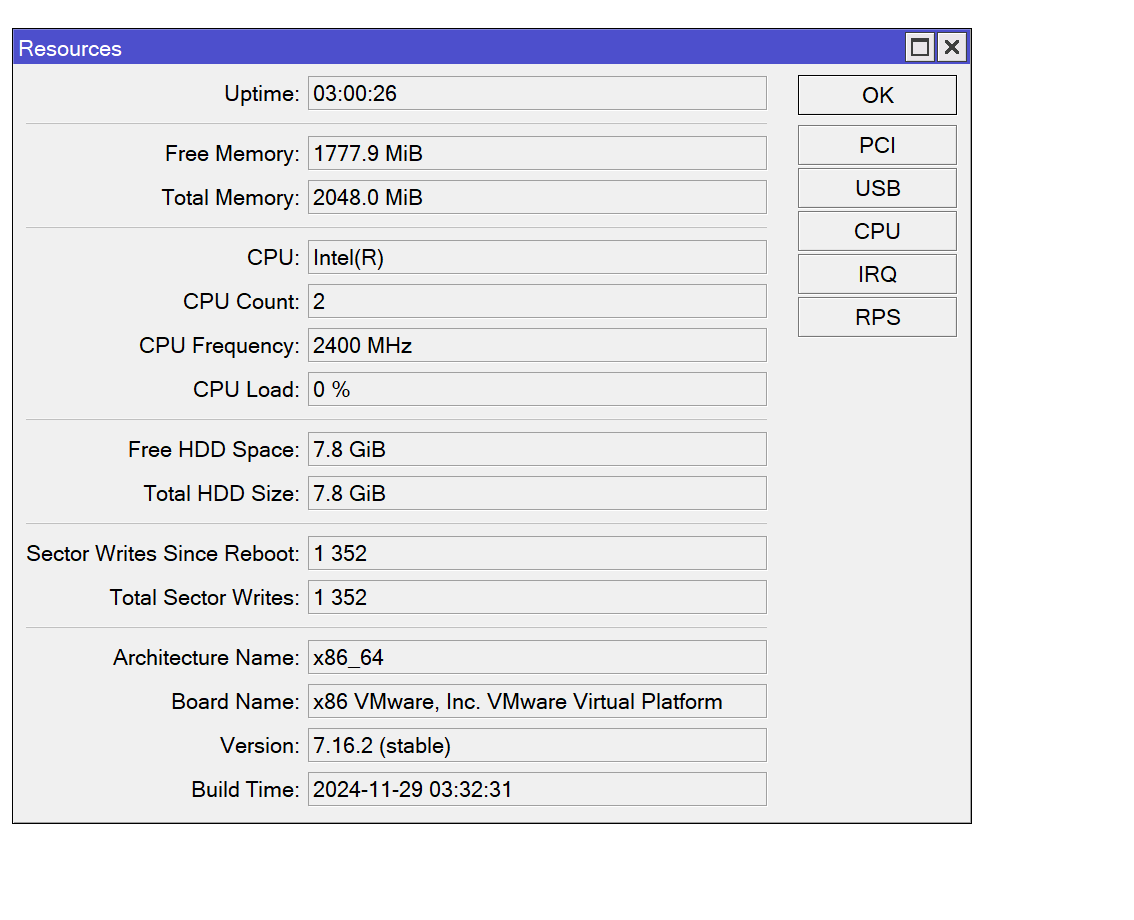 Resources
Uptime: 03:00:26
OK
Free Memory: 1777.9 MiB
PCI
Total Memory: 2048.0 MiB
USB
CPU
CPU: Intel(R)
IRQ
CPU Count: 2
RPS
CPU Frequency: 2400 MHz
CPU Load: 0 %
Free HDD Space: 7.8 GiB
Total HDD Size: 7.8 GiB
Sector Writes Since Reboot: 1 352
Total Sector Writes: 1 352
Architecture Name: x86_64
Board Name: x86 VMware, Inc. VMware Virtual Platform
Version: 7.16.2 (stable)
Build Time: 2024-11-29 03:32:31